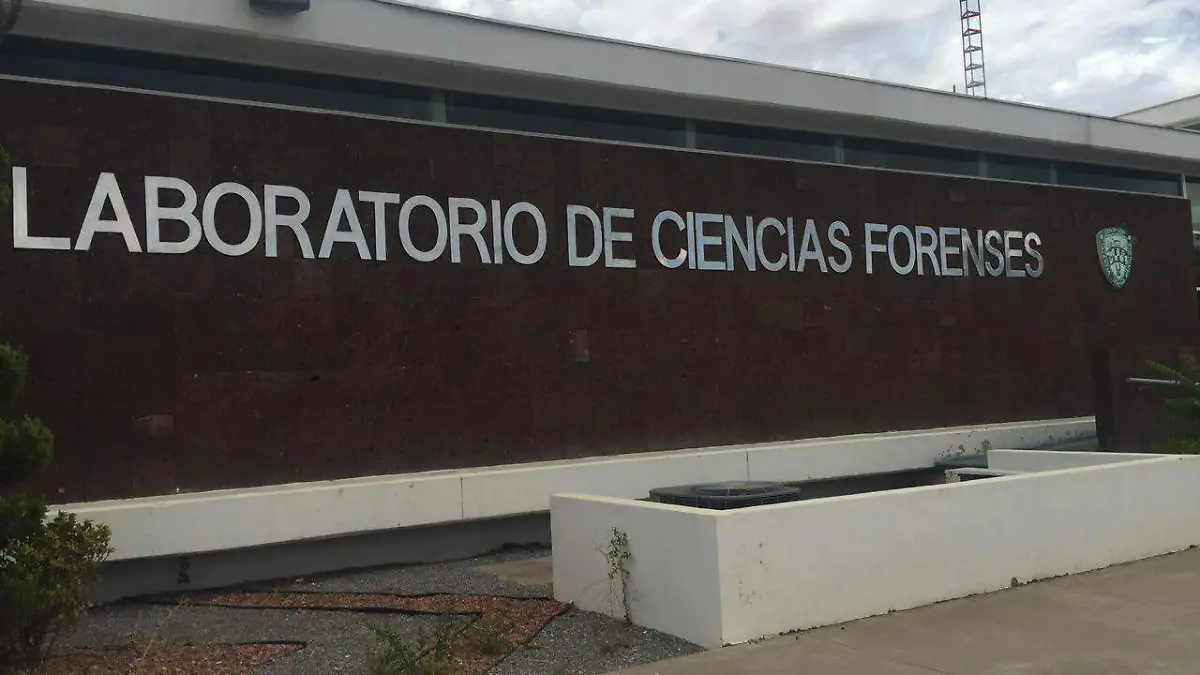 LABORATORIO DE CIENCIAS FORENSES